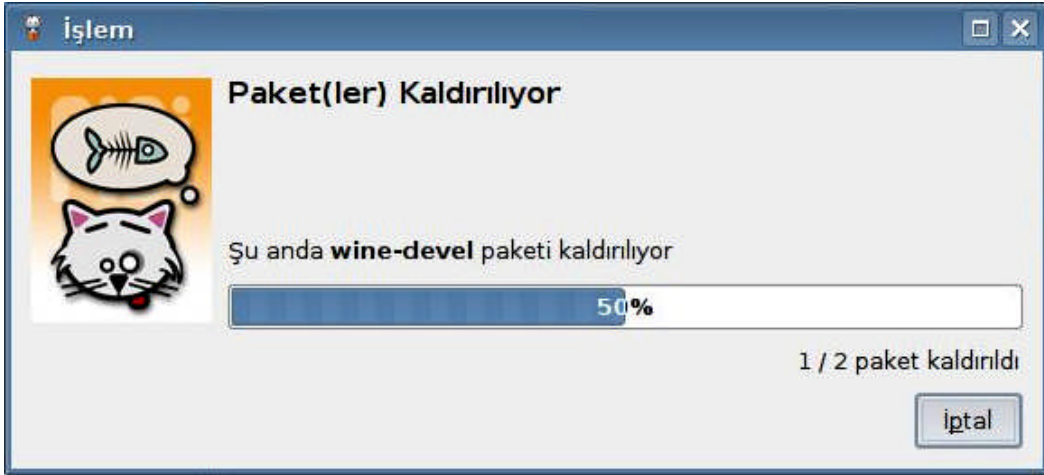 İşlem
Paket(ler) Kaldırılıyor
Şu anda wine-devel paketi kaldırılıyor
50%
1 / 2 paket kaldırıldı
İptal